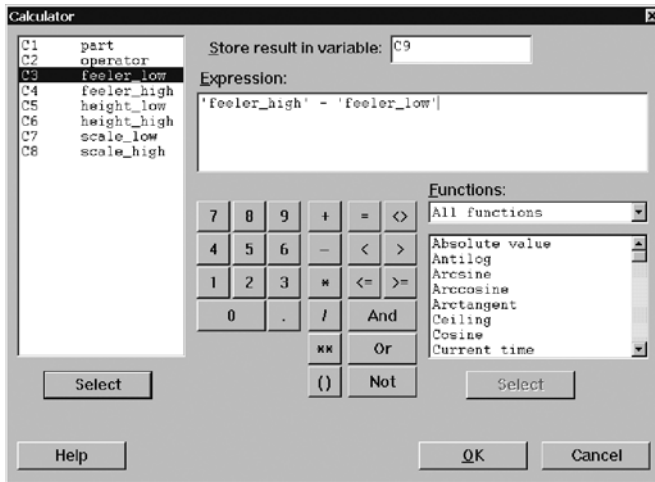 Calculator
C1 part
C2 operator
C3 feeler_low
C4 feeler_high
C5 height_low
C6 height_high
C7 scale_low
C8 scale_high
Select
Store result in variable: C9
Expression:
'feeler_high' - 'feeler_low'
7 8 9 + = <>
4 5 6 - < >
1 2 3 * <= >=
0 . / And
** Or
() Not
Functions:
All functions
Absolute value
Antilog
Arcsine
Arccosine
Arctangent
Ceiling
Cosine
Current time
Select
Help
OK
Cancel